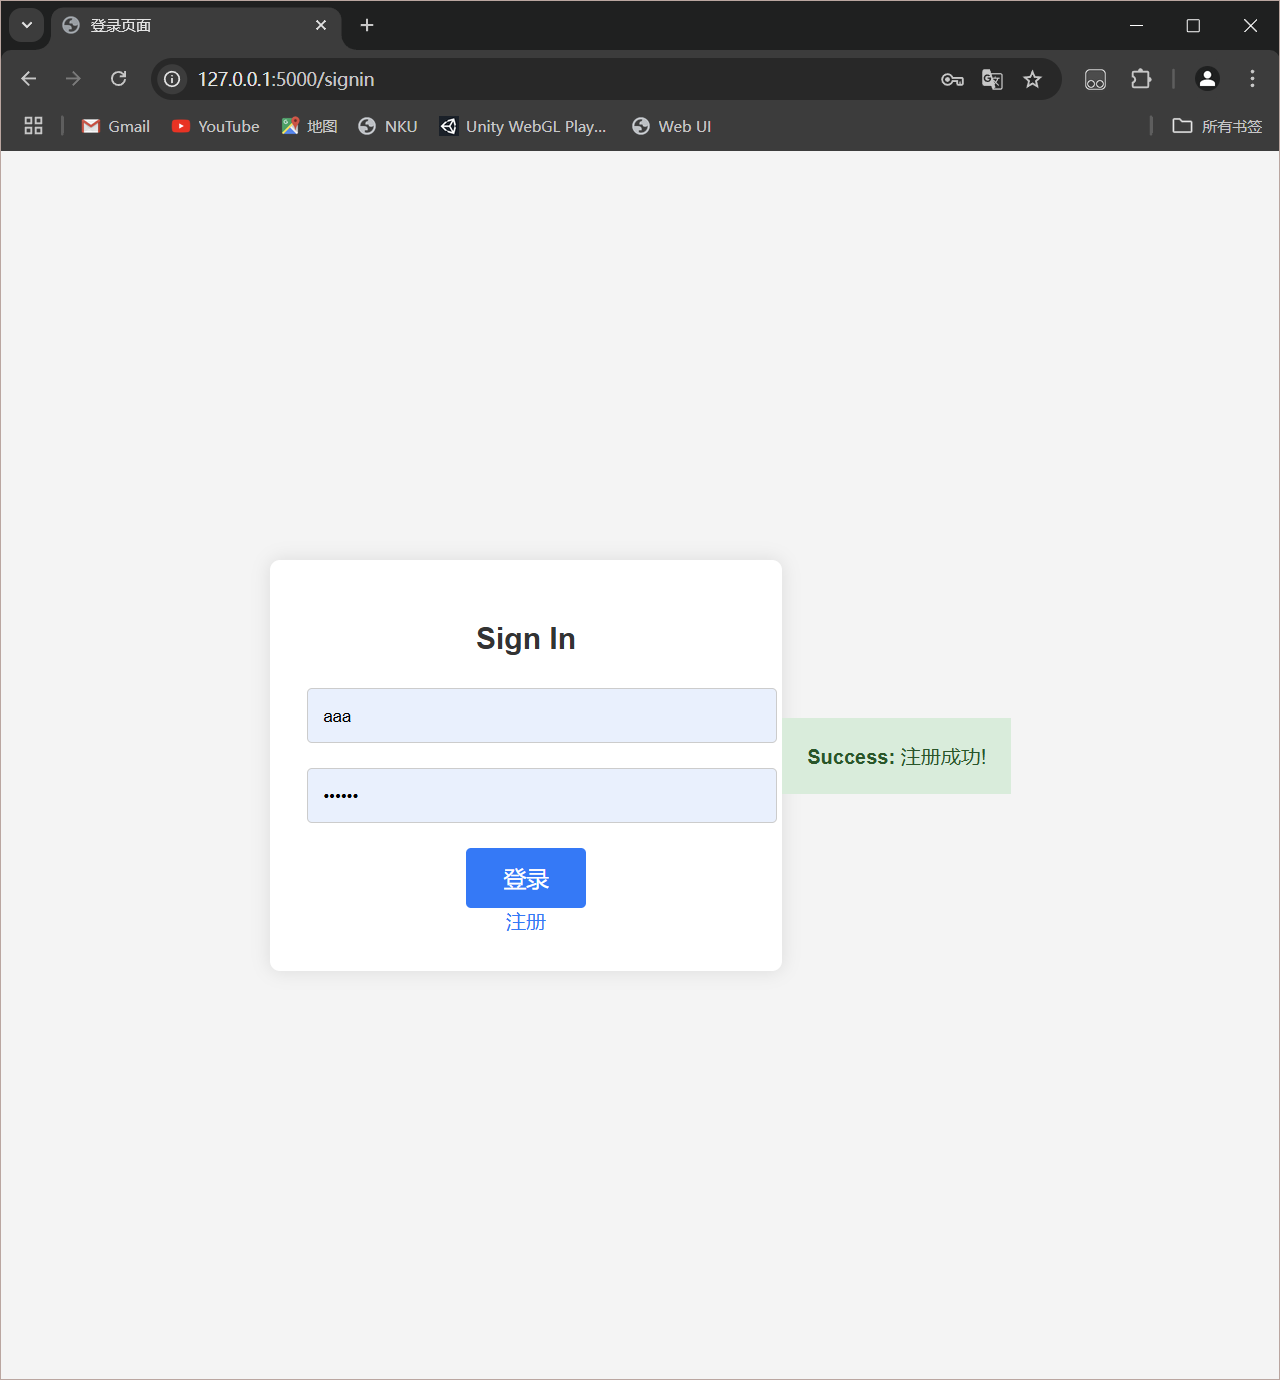 登录页面
127.0.0.1:5000/signin
Gmail
YouTube
地图
NKU
Unity WebGL Play...
Web UI
所有书签
Sign In
aaa
••••••
Success: 注册成功!
登录
注册